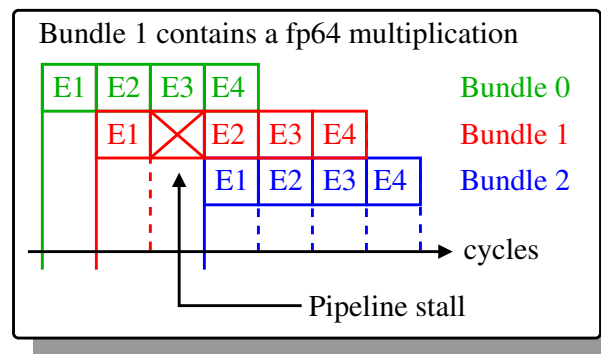 Bundle 1 contains a fp64 multiplication
E1 E2 E3 E4 Bundle 0
E1 E2 E3 E4 Bundle 1
E1 E2 E3 E4 Bundle 2
cycles
Pipeline stall